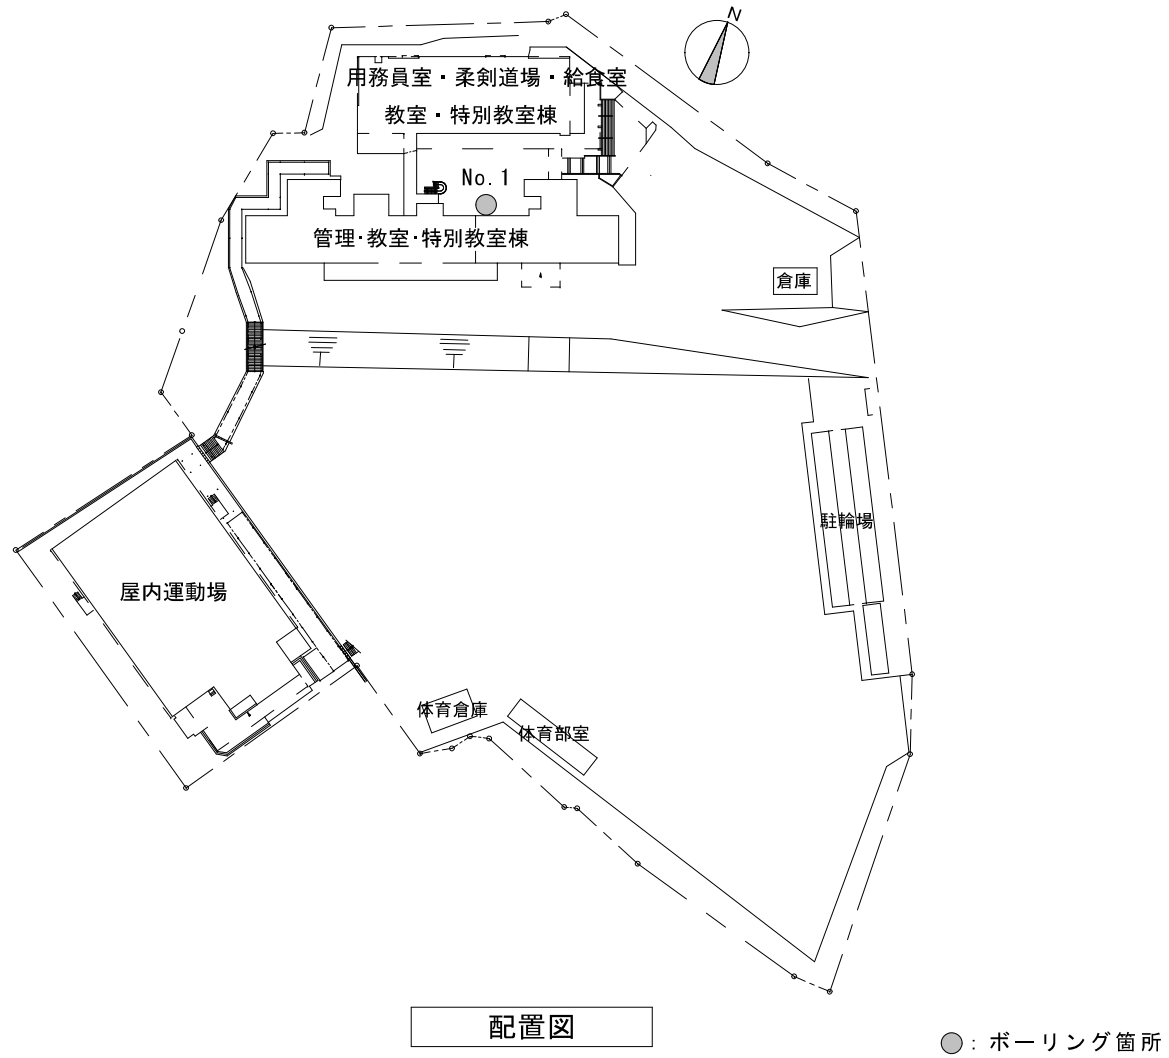 N
用務員室・柔剣道場・給食室
教室・特別教室棟
No. 1
管理・教室・特別教室棟
倉庫
駐輪場
屋内運動場
体育倉庫
体育部室
配置図
：ボーリング箇所